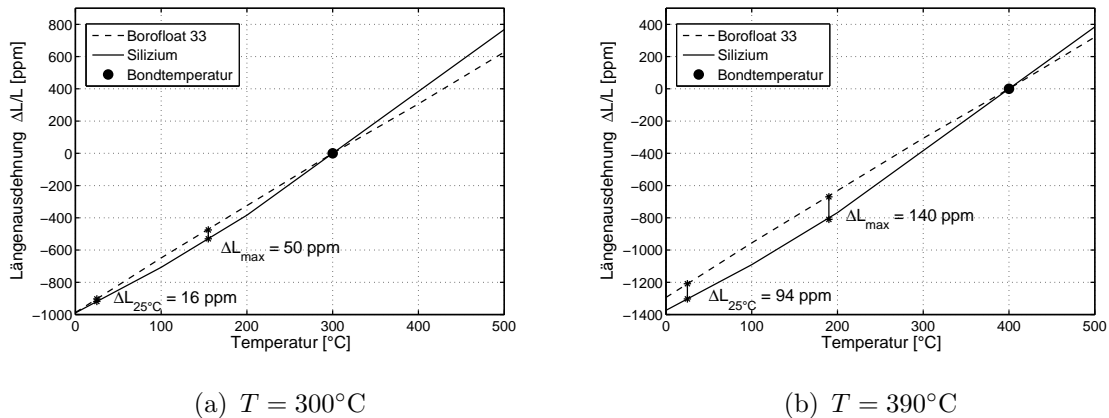 800
600
400
200
0
−200
−400
−600
−800
−1000
Längenausdehnung ΔL/L [ppm]
Borofloat 33
Silizium
Bondtemperatur
ΔL_max = 50 ppm
ΔL_25°C = 16 ppm
0 100 200 300 400 500
Temperatur [°C]
(a) T = 300°C
400
200
0
−200
−400
−600
−800
−1000
−1200
−1400
Längenausdehnung ΔL/L [ppm]
Borofloat 33
Silizium
Bondtemperatur
ΔL_max = 140 ppm
ΔL_25°C = 94 ppm
0 100 200 300 400 500
Temperatur [°C]
(b) T = 390°C